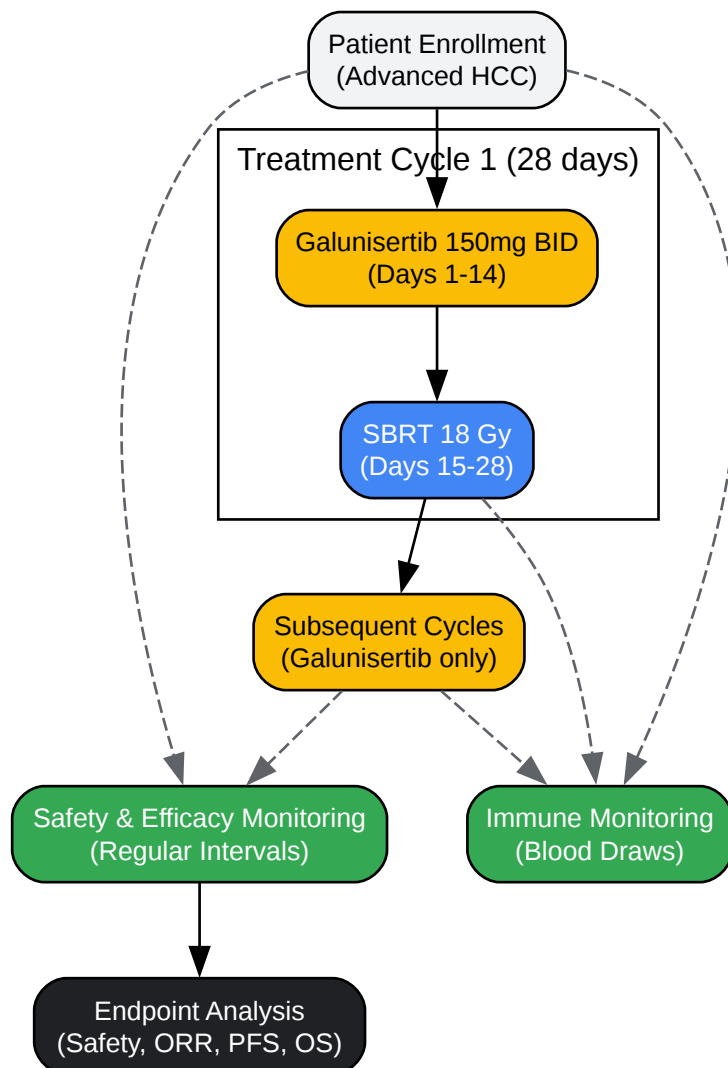 Patient Enrollment
(Advanced HCC)
Treatment Cycle 1 (28 days)
Galunisertib 150mg BID
(Days 1-14)
SBRT 18 Gy
(Days 15-28)
Subsequent Cycles
(Galunisertib only)
Safety & Efficacy Monitoring
(Regular Intervals)
Immune Monitoring
(Blood Draws)
Endpoint Analysis
(Safety, ORR, PFS, OS)